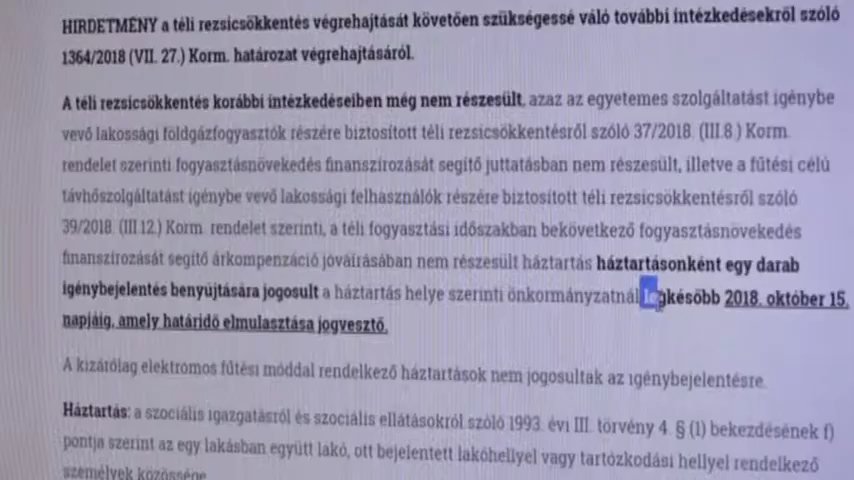 HIRDETMÉNY a téli rezsicsökkentés végrehajtását követően szükségessé váló további intézkedésekről szóló
1364/2018 (VII. 27.) Korm. határozat végrehajtásáról.
A téli rezsicsökkentés korábbi intézkedéseiben még nem részesült, azaz az egyetemes szolgáltatást igénybe
vevő lakossági földgázfogyasztók részére biztosított téli rezsicsökkentésről szóló 37/2018. (III.8.) Korm.
rendelet szerinti fogyasztásnövekedés finanszírozását segítő juttatásban nem részesült, illetve a fűtési célú
távhőszolgáltatást igénybe vevő lakossági felhasználók részére biztosított téli rezsicsökkentésről szóló
39/2018. (III.12.) Korm. rendelet szerinti, a téli fogyasztási időszakban bekövetkező fogyasztásnövekedés
finanszírozását segítő árkompenzáció jóváírásában nem részesült háztartás háztartásonként egy darab
igénybejelentés benyújtására jogosult a háztartás helye szerinti önkormányzatnál legkésőbb 2018. október 15.
napjáig, amely határidő elmulasztása jogvesztő.
A kizárólag elektromos fűtési móddal rendelkező háztartások nem jogosultak az igénybejelentésre.
Háztartás: a szociális igazgatásról és szociális ellátásokról szóló 1993. évi III. törvény 4. § (1) bekezdésének f)
pontja szerint az egy lakásban együtt lakó, ott bejelentett lakóhellyel vagy tartózkodási hellyel rendelkező
személyek közössége